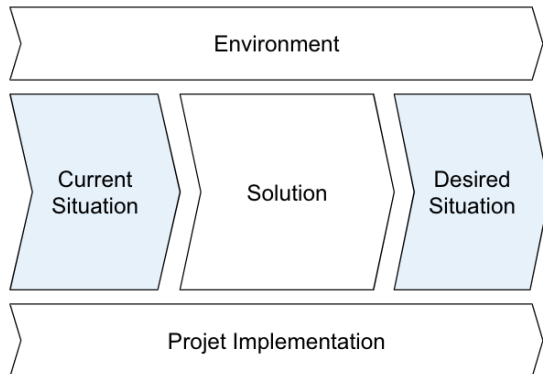 Environment
Current
Situation
Solution
Desired
Situation
Projet Implementation